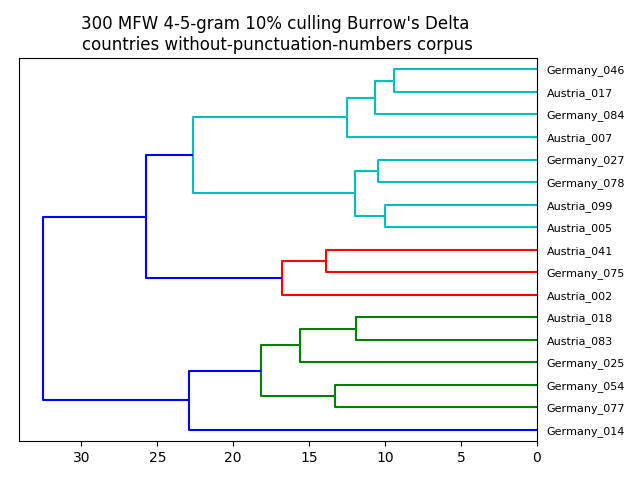 300 MFW 4-5-gram 10% culling Burrow's Delta
countries without-punctuation-numbers corpus
Germany_046
Austria_017
Germany_084
Austria_007
Germany_027
Germany_078
Austria_099
Austria_005
Austria_041
Germany_075
Austria_002
Austria_018
Austria_083
Germany_025
Germany_054
Germany_077
Germany_014
30 25 20 15 10 5 0